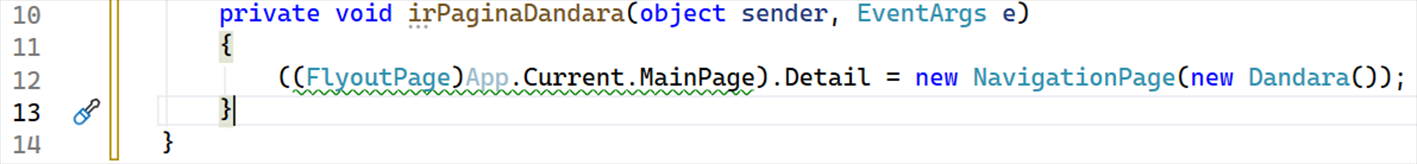 10 private void irPaginaDandara(object sender, EventArgs e)
11 {
12 ((FlyoutPage)App.Current.MainPage).Detail = new NavigationPage(new Dandara());
13 }
14 }